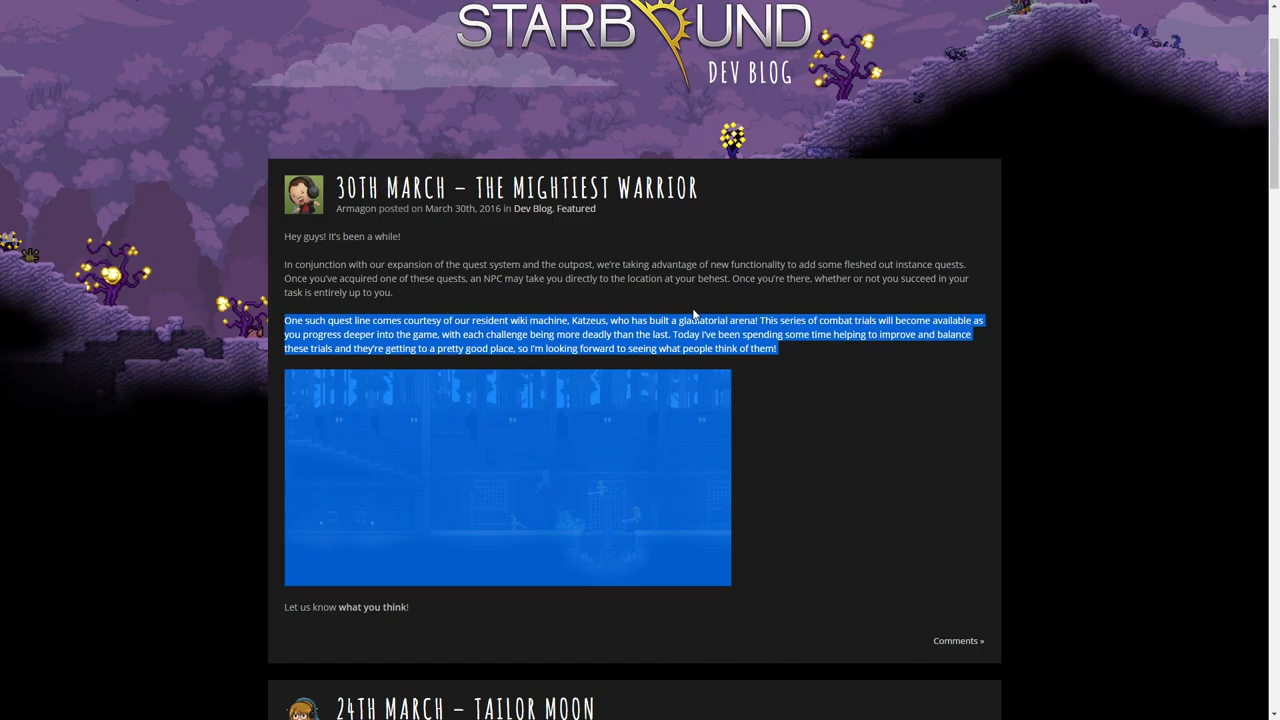 STARBOUND
DEV BLOG
30TH MARCH – THE MIGHTIEST WARRIOR
Armagon posted on March 30th, 2016 in Dev Blog, Featured
Hey guys! It's been a while!
In conjunction with our expansion of the quest system and the outpost, we're taking advantage of new functionality to add some fleshed out instance quests.
Once you've acquired one of these quests, an NPC may take you directly to the location at your behest. Once you're there, whether or not you succeed in your
task is entirely up to you.
One such quest line comes courtesy of our resident wiki machine, Katzeus, who has built a gladiatorial arena! This series of combat trials will become available as
you progress deeper into the game, with each challenge being more deadly than the last. Today I've been spending some time helping to improve and balance
these trials and they're getting to a pretty good place, so I'm looking forward to seeing what people think of them!
Let us know what you think!
Comments »
24TH MARCH – TAILOR MOON